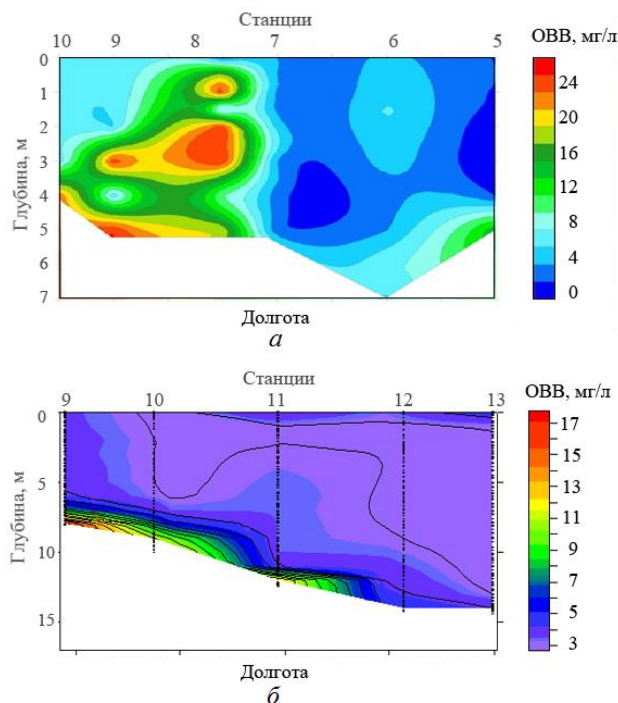 Станции
10 9 8 7 6 5
ОВВ, мг/л
Глубина, м
0
1
2
3
4
5
6
7
24
20
16
12
8
4
0
Долгота
а
Станции
9 10 11 12 13
ОВВ, мг/л
Глубина, м
0
5
10
15
17
15
13
11
9
7
5
3
Долгота
б